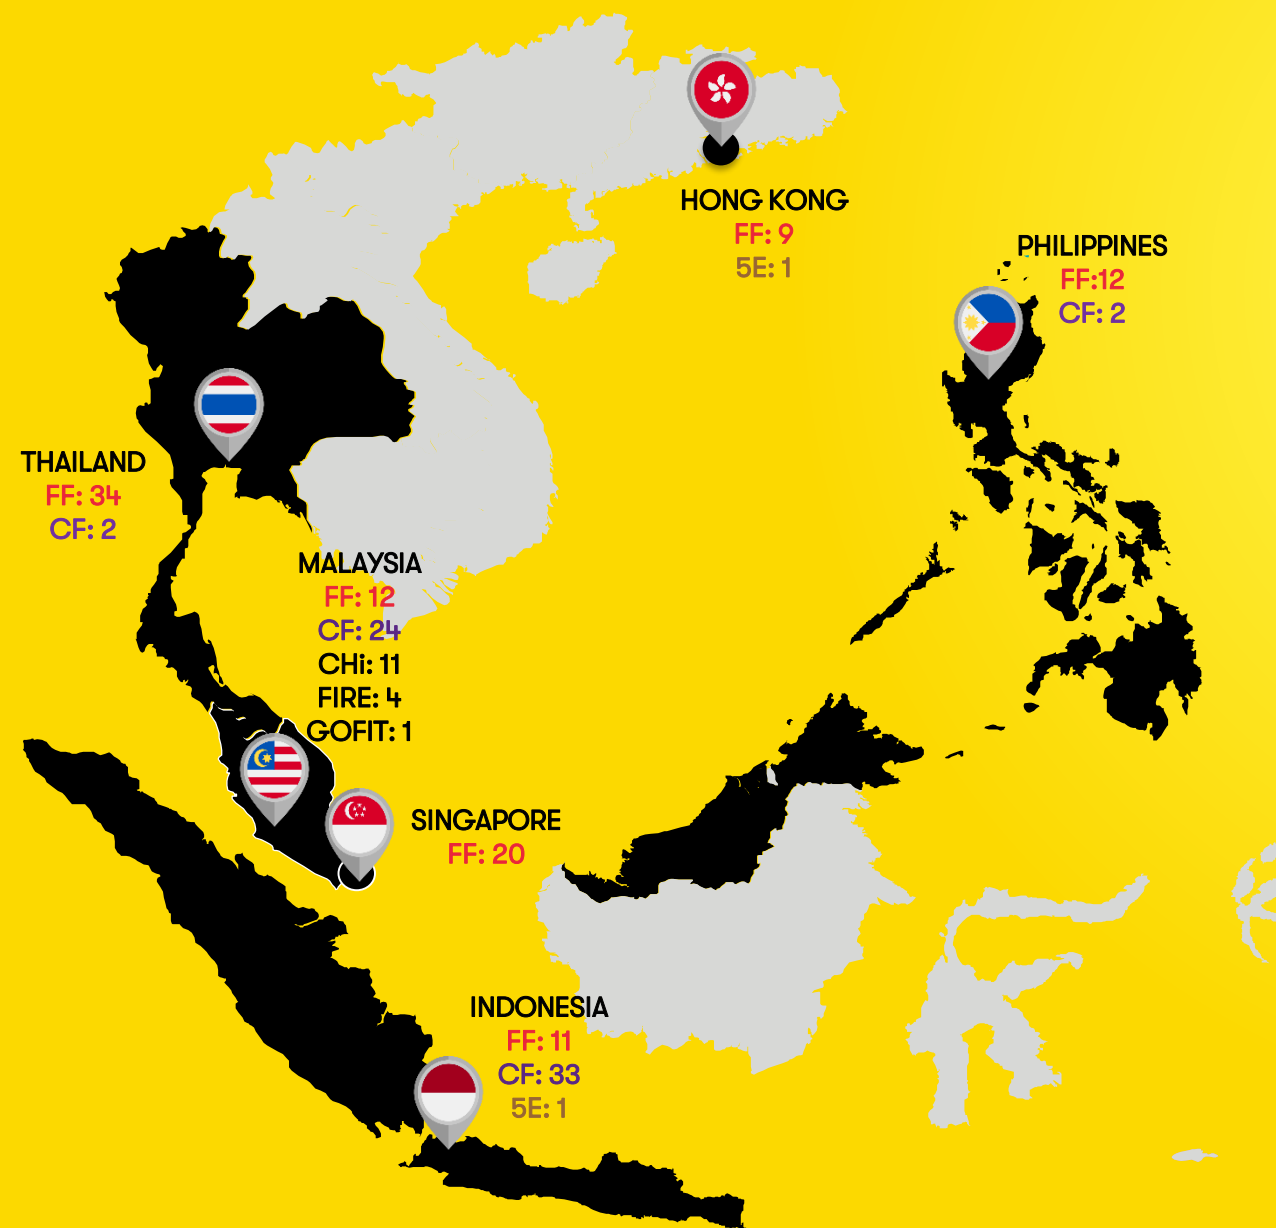 HONG KONG
FF: 9
5E: 1
PHILIPPINES
FF:12
CF: 2
THAILAND
FF: 34
CF: 2
MALAYSIA
FF: 12
CF: 24
CHi: 11
FIRE: 4
GOFIT: 1
SINGAPORE
FF: 20
INDONESIA
FF: 11
CF: 33
5E: 1